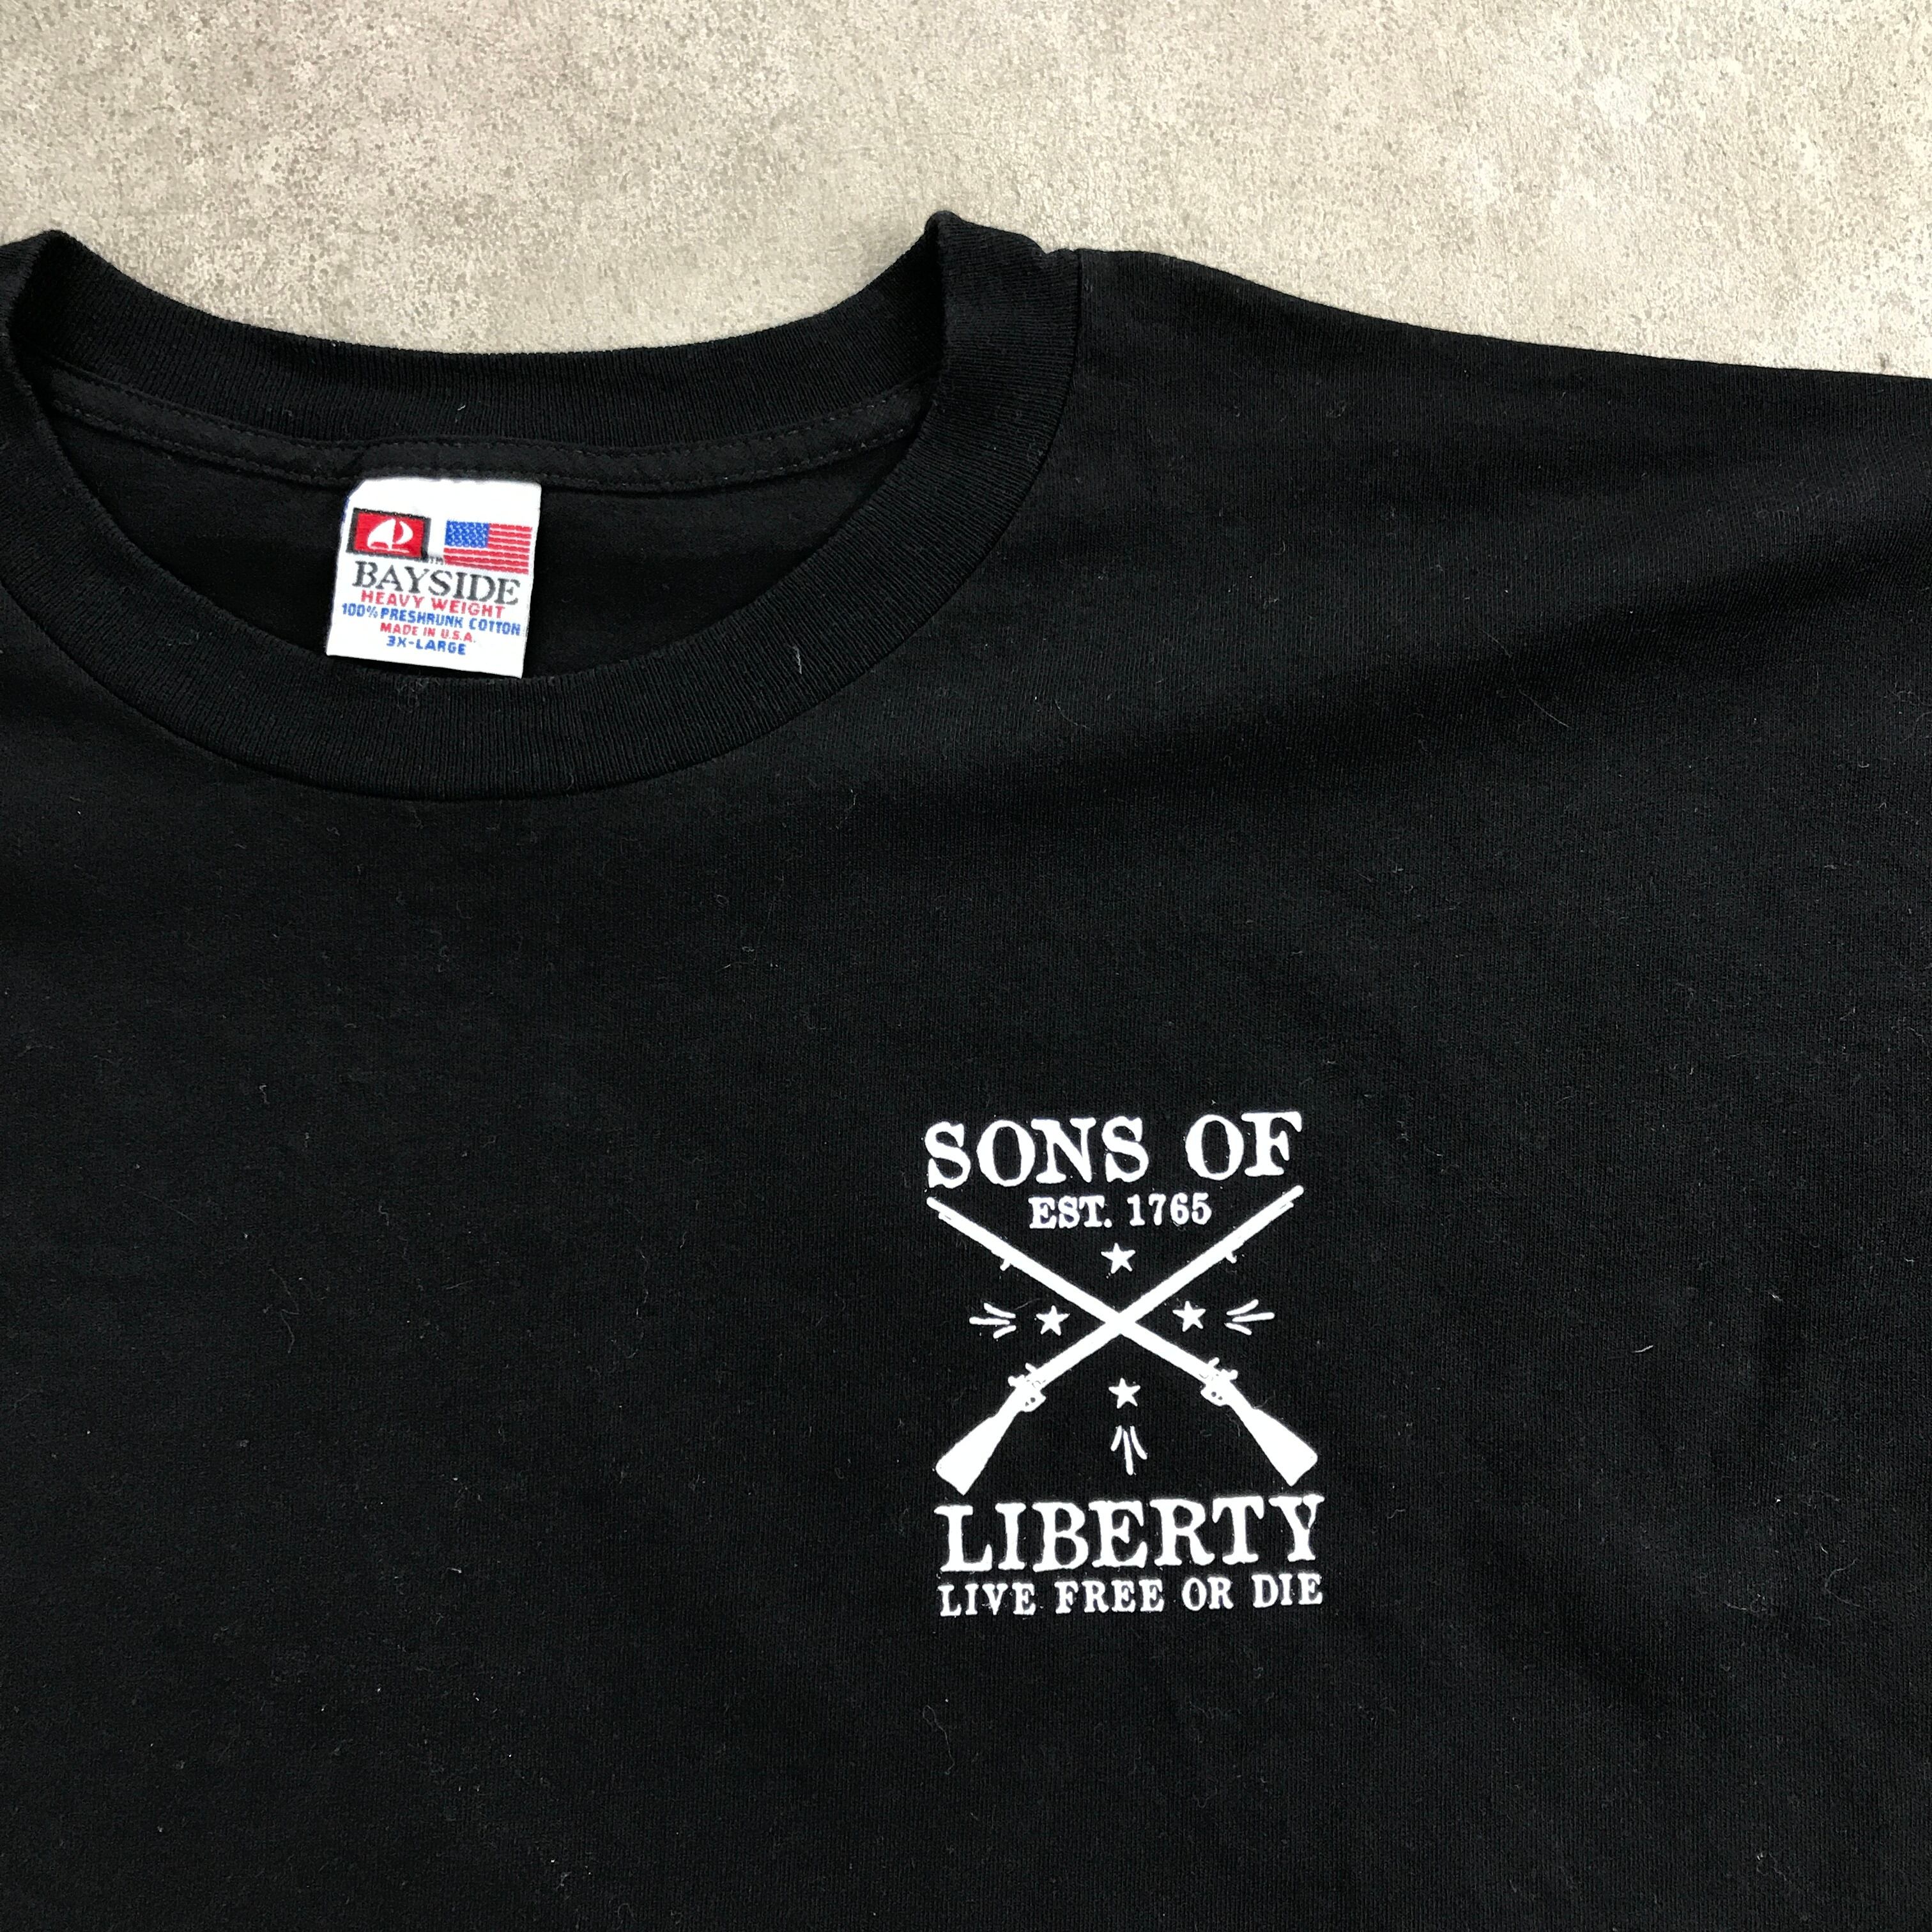 BAYSIDE
HEAVY WEIGHT
100% PRESHRUNK COTTON
MADE IN U.S.A.
3X-LARGE
SONS OF
EST. 1765
LIBERTY
LIVE FREE OR DIE